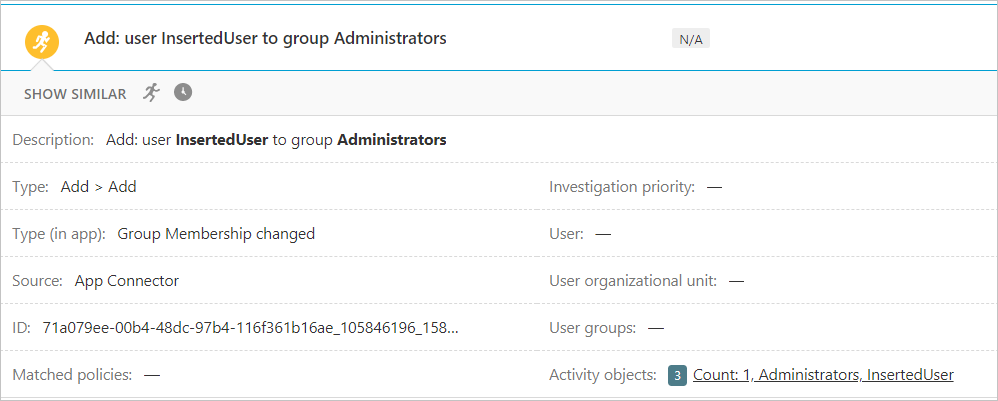 Add: user InsertedUser to group Administrators N/A
SHOW SIMILAR
Description: Add: user InsertedUser to group Administrators
Type: Add > Add Investigation priority: —
Type (in app): Group Membership changed User: —
Source: App Connector User organizational unit: —
ID: 71a079ee-00b4-48dc-97b4-116f361b16ae_105846196_158... User groups: —
Matched policies: — Activity objects: 3 Count: 1, Administrators, InsertedUser